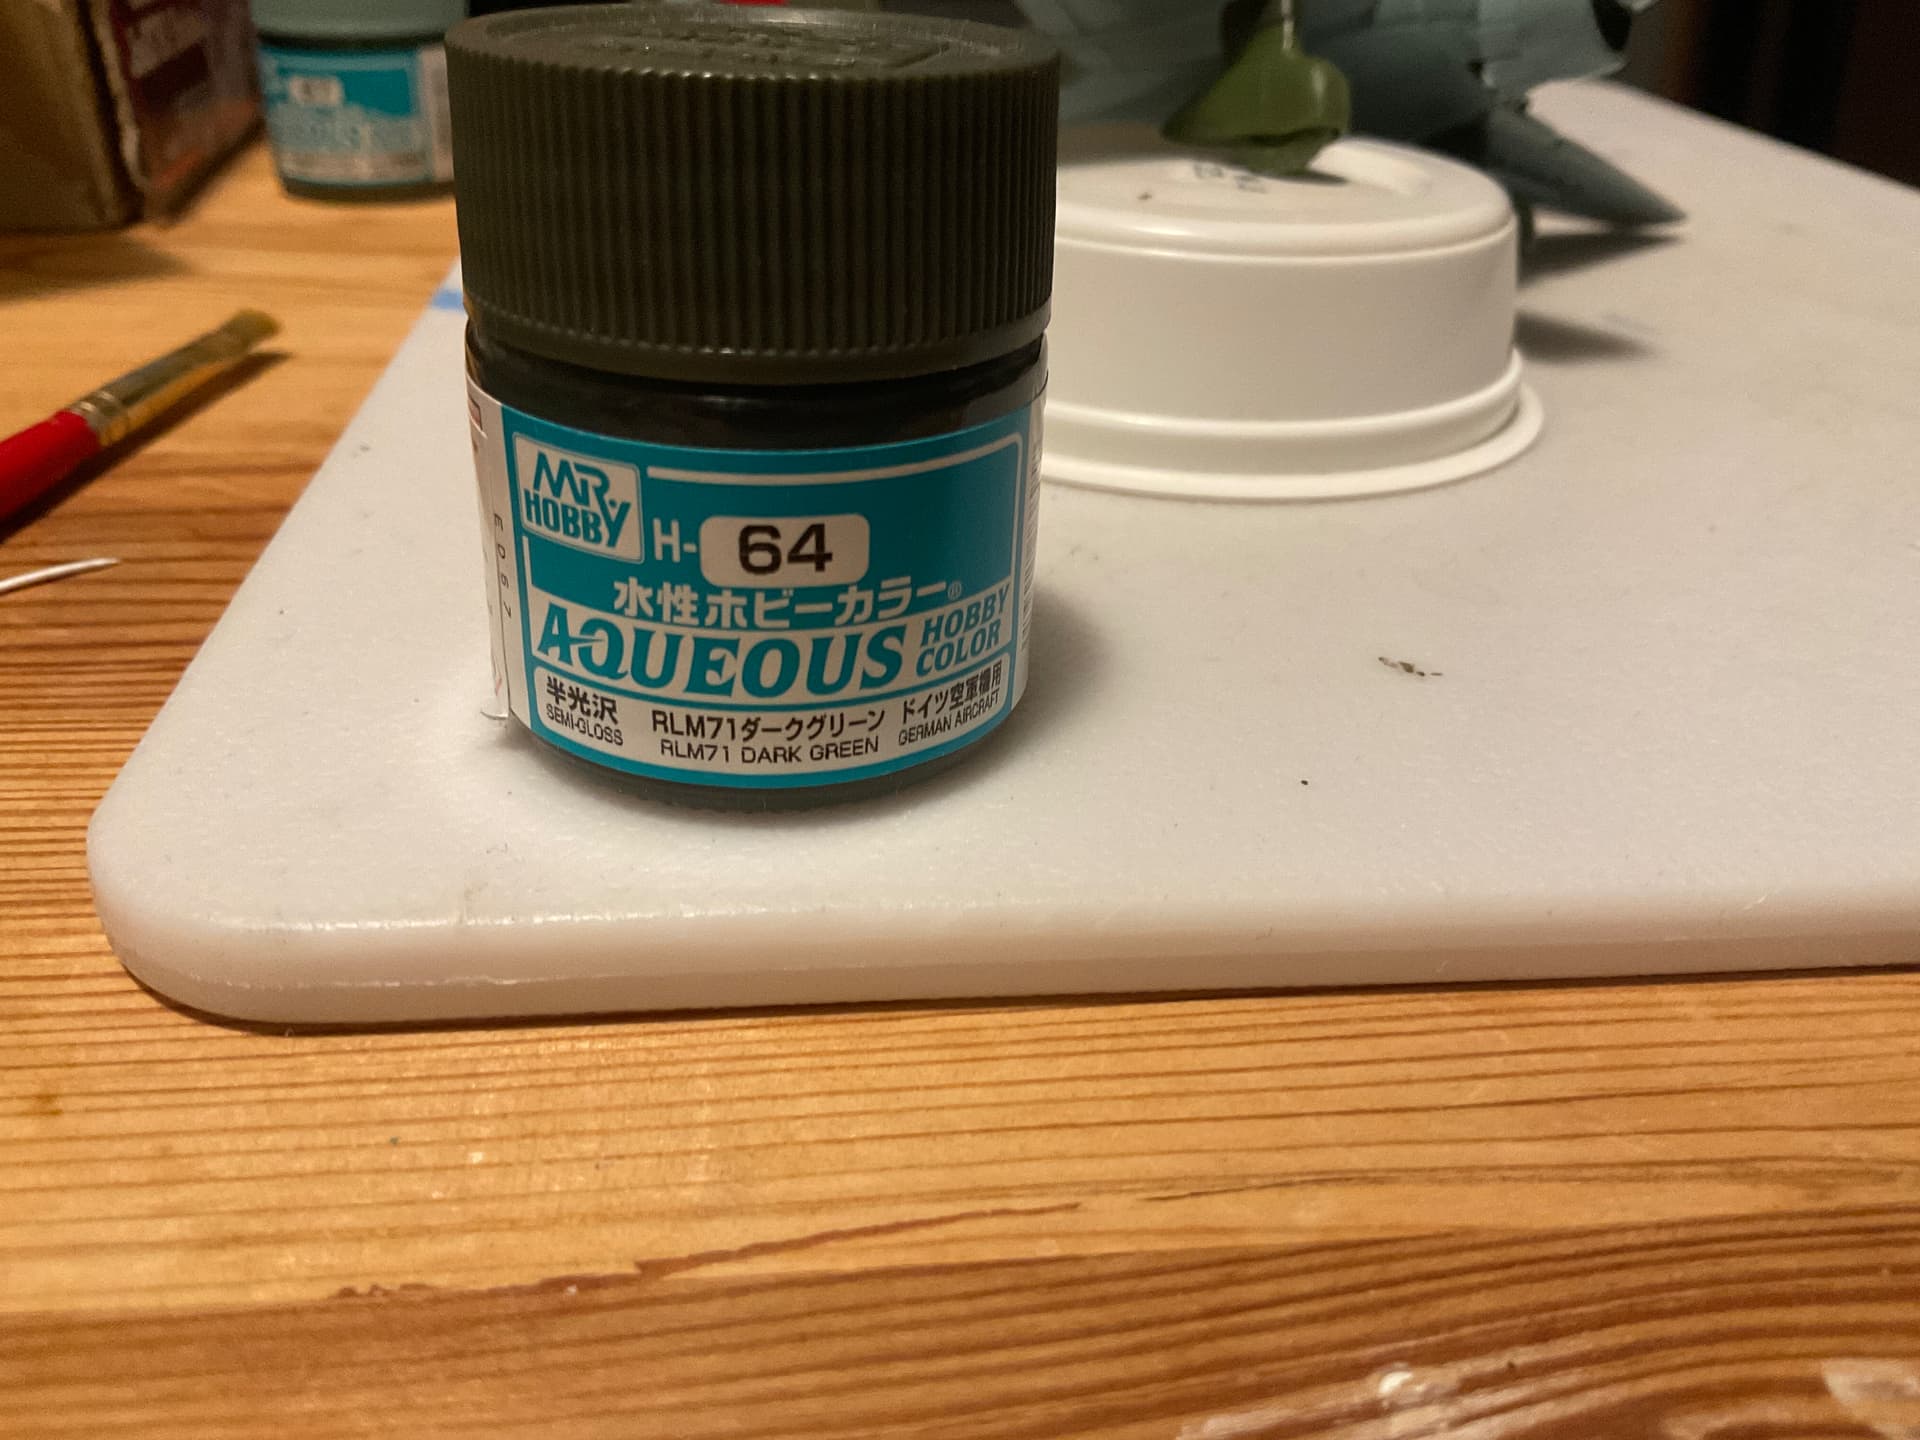 MR.
HOBBY
H-64
水性ホビーカラー®
AQUEOUS HOBBY COLOR
半光沢
SEMI-GLOSS
RLM71ダークグリーン
RLM71 DARK GREEN
ドイツ空軍機用
GERMAN AIRCRAFT